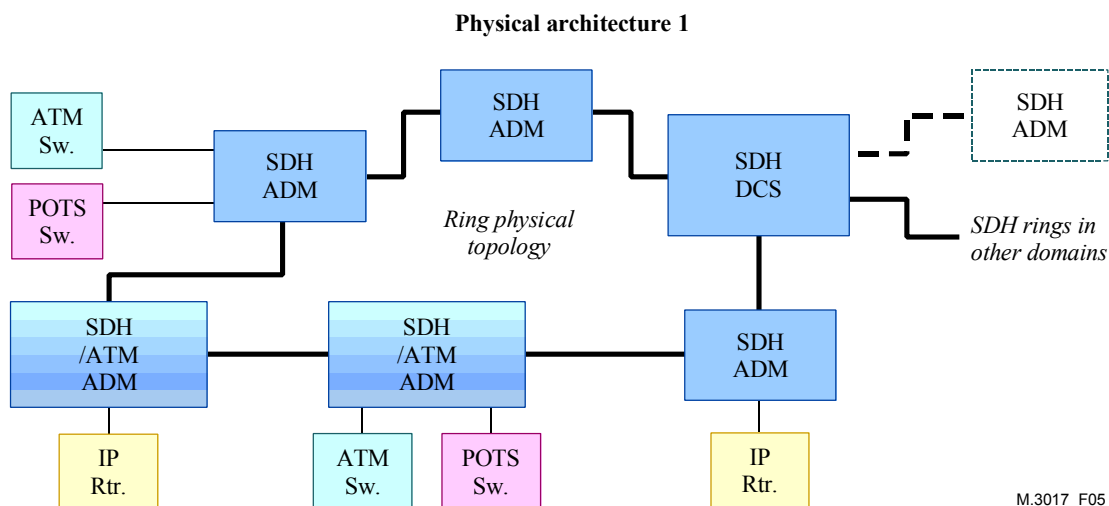 Physical architecture 1
ATM
Sw.
POTS
Sw.
SDH
ADM
SDH
ADM
SDH
DCS
SDH
ADM
Ring physical
topology
SDH rings in
other domains
SDH
/ATM
ADM
SDH
/ATM
ADM
SDH
ADM
IP
Rtr.
ATM
Sw.
POTS
Sw.
IP
Rtr.
M.3017_F05